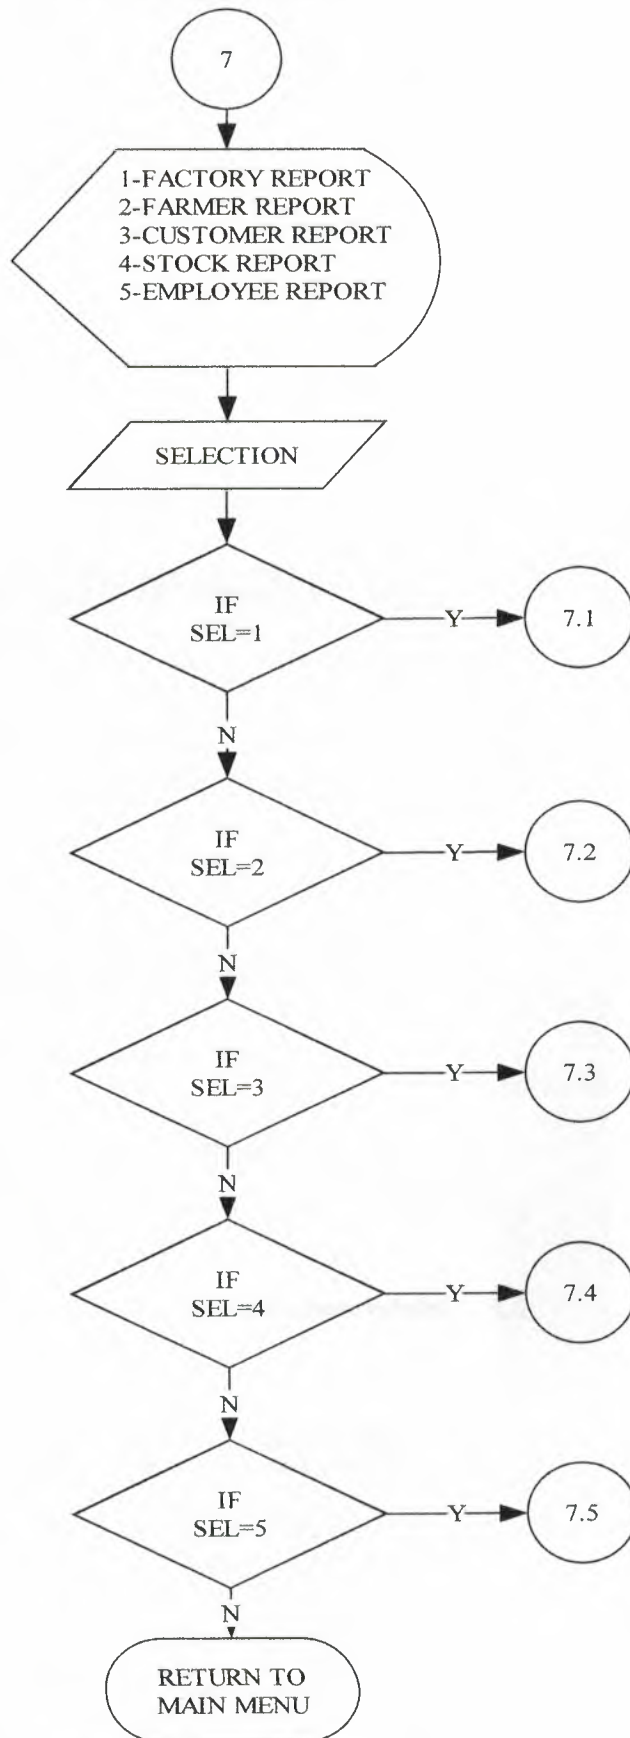 7
1-FACTORY REPORT
2-FARMER REPORT
3-CUSTOMER REPORT
4-STOCK REPORT
5-EMPLOYEE REPORT
SELECTION
IF
SEL=1
Y
7.1
N
IF
SEL=2
Y
7.2
N
IF
SEL=3
Y
7.3
N
IF
SEL=4
Y
7.4
N
IF
SEL=5
Y
7.5
N
RETURN TO
MAIN MENU